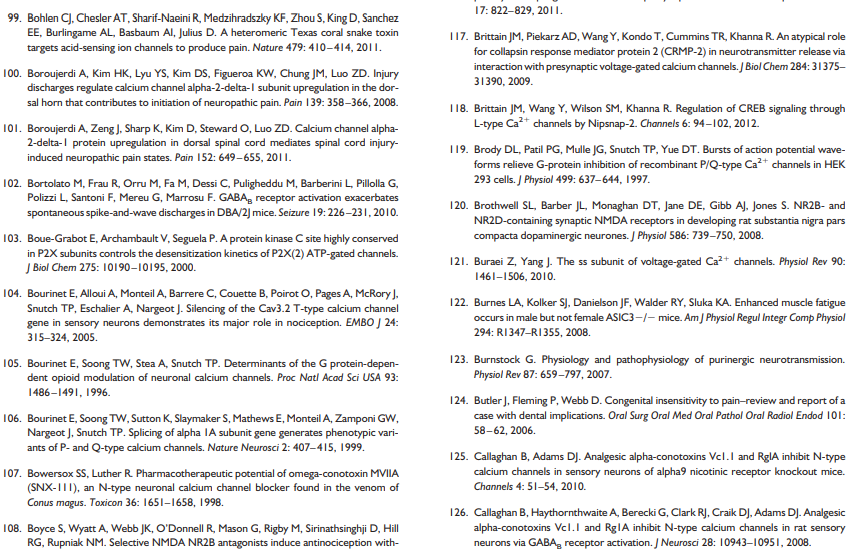 99. Bohlen CJ, Chesler AT, Sharif-Naeini R, Medzihradszky KF, Zhou S, King D, Sanchez
EE, Burlingame AL, Basbaum AI, Julius D. A heteromeric Texas coral snake toxin
targets acid-sensing ion channels to produce pain. Nature 479: 410–414, 2011.
100. Boroujerdi A, Kim HK, Lyu YS, Kim DS, Figueroa KW, Chung JM, Luo ZD. Injury
discharges regulate calcium channel alpha-2-delta-1 subunit upregulation in the dor-
sal horn that contributes to initiation of neuropathic pain. Pain 139: 358–366, 2008.
101. Boroujerdi A, Zeng J, Sharp K, Kim D, Steward O, Luo ZD. Calcium channel alpha-
2-delta-1 protein upregulation in dorsal spinal cord mediates spinal cord injury-
induced neuropathic pain states. Pain 152: 649–655, 2011.
102. Bortolato M, Frau R, Orru M, Fa M, Dessi C, Puligheddu M, Barberini L, Pillolla G,
Polizzi L, Santoni F, Mereu G, Marrosu F. GABA_B receptor activation exacerbates
spontaneous spike-and-wave discharges in DBA/2J mice. Seizure 19: 226–231, 2010.
103. Boue-Grabot E, Archambault V, Seguela P. A protein kinase C site highly conserved
in P2X subunits controls the desensitization kinetics of P2X(2) ATP-gated channels.
J Biol Chem 275: 10190–10195, 2000.
104. Bourinet E, Alloui A, Monteil A, Barrere C, Couette B, Poirot O, Pages A, McRory J,
Snutch TP, Eschalier A, Nargeot J. Silencing of the Cav3.2 T-type calcium channel
gene in sensory neurons demonstrates its major role in nociception. EMBO J 24:
315–324, 2005.
105. Bourinet E, Soong TW, Stea A, Snutch TP. Determinants of the G protein-depen-
dent opioid modulation of neuronal calcium channels. Proc Natl Acad Sci USA 93:
1486–1491, 1996.
106. Bourinet E, Soong TW, Sutton K, Slaymaker S, Mathews E, Monteil A, Zamponi GW,
Nargeot J, Snutch TP. Splicing of alpha 1A subunit gene generates phenotypic vari-
ants of P- and Q-type calcium channels. Nature Neurosci 2: 407–415, 1999.
107. Bowersox SS, Luther R. Pharmacotherapeutic potential of omega-conotoxin MVIIA
(SNX-111), an N-type neuronal calcium channel blocker found in the venom of
Conus magus. Toxicon 36: 1651–1658, 1998.
108. Boyce S, Wyatt A, Webb JK, O'Donnell R, Mason G, Rigby M, Sirinathsinghji D, Hill
RG, Rupniak NM. Selective NMDA NR2B antagonists induce antinociception with-
17: 822–829, 2011.
117. Brittain JM, Piekarz AD, Wang Y, Kondo T, Cummins TR, Khanna R. An atypical role
for collapsin response mediator protein 2 (CRMP-2) in neurotransmitter release via
interaction with presynaptic voltage-gated calcium channels. J Biol Chem 284: 31375–
31390, 2009.
118. Brittain JM, Wang Y, Wilson SM, Khanna R. Regulation of CREB signaling through
L-type Ca2+ channels by Nipsnap-2. Channels 6: 94–102, 2012.
119. Brody DL, Patil PG, Mulle JG, Snutch TP, Yue DT. Bursts of action potential wave-
forms relieve G-protein inhibition of recombinant P/Q-type Ca2+ channels in HEK
293 cells. J Physiol 499: 637–644, 1997.
120. Brothwell SL, Barber JL, Monaghan DT, Jane DE, Gibb AJ, Jones S. NR2B- and
NR2D-containing synaptic NMDA receptors in developing rat substantia nigra pars
compacta dopaminergic neurones. J Physiol 586: 739–750, 2008.
121. Buraei Z, Yang J. The ss subunit of voltage-gated Ca2+ channels. Physiol Rev 90:
1461–1506, 2010.
122. Burnes LA, Kolker SJ, Danielson JF, Walder RY, Sluka KA. Enhanced muscle fatigue
occurs in male but not female ASIC3−/− mice. Am J Physiol Regul Integr Comp Physiol
294: R1347–R1355, 2008.
123. Burnstock G. Physiology and pathophysiology of purinergic neurotransmission.
Physiol Rev 87: 659–797, 2007.
124. Butler J, Fleming P, Webb D. Congenital insensitivity to pain–review and report of a
case with dental implications. Oral Surg Oral Med Oral Pathol Oral Radiol Endod 101:
58–62, 2006.
125. Callaghan B, Adams DJ. Analgesic alpha-conotoxins Vc1.1 and RgIA inhibit N-type
calcium channels in sensory neurons of alpha9 nicotinic receptor knockout mice.
Channels 4: 51–54, 2010.
126. Callaghan B, Haythornthwaite A, Berecki G, Clark RJ, Craik DJ, Adams DJ. Analgesic
alpha-conotoxins Vc1.1 and Rg1A inhibit N-type calcium channels in rat sensory
neurons via GABA_B receptor activation. J Neurosci 28: 10943–10951, 2008.